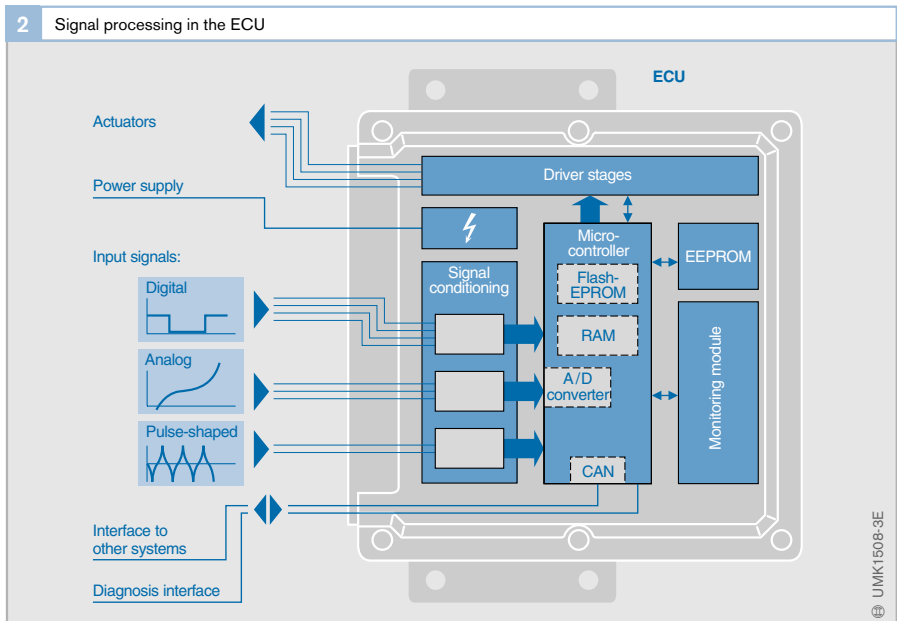 2 Signal processing in the ECU
ECU
Actuators
Driver stages
Power supply
Micro-
controller
EEPROM
Input signals:
Signal
conditioning
Flash-
EPROM
Digital
RAM
Analog
A/D
converter
Monitoring module
Pulse-shaped
CAN
Interface to
other systems
Diagnosis interface
UMK1508-3E